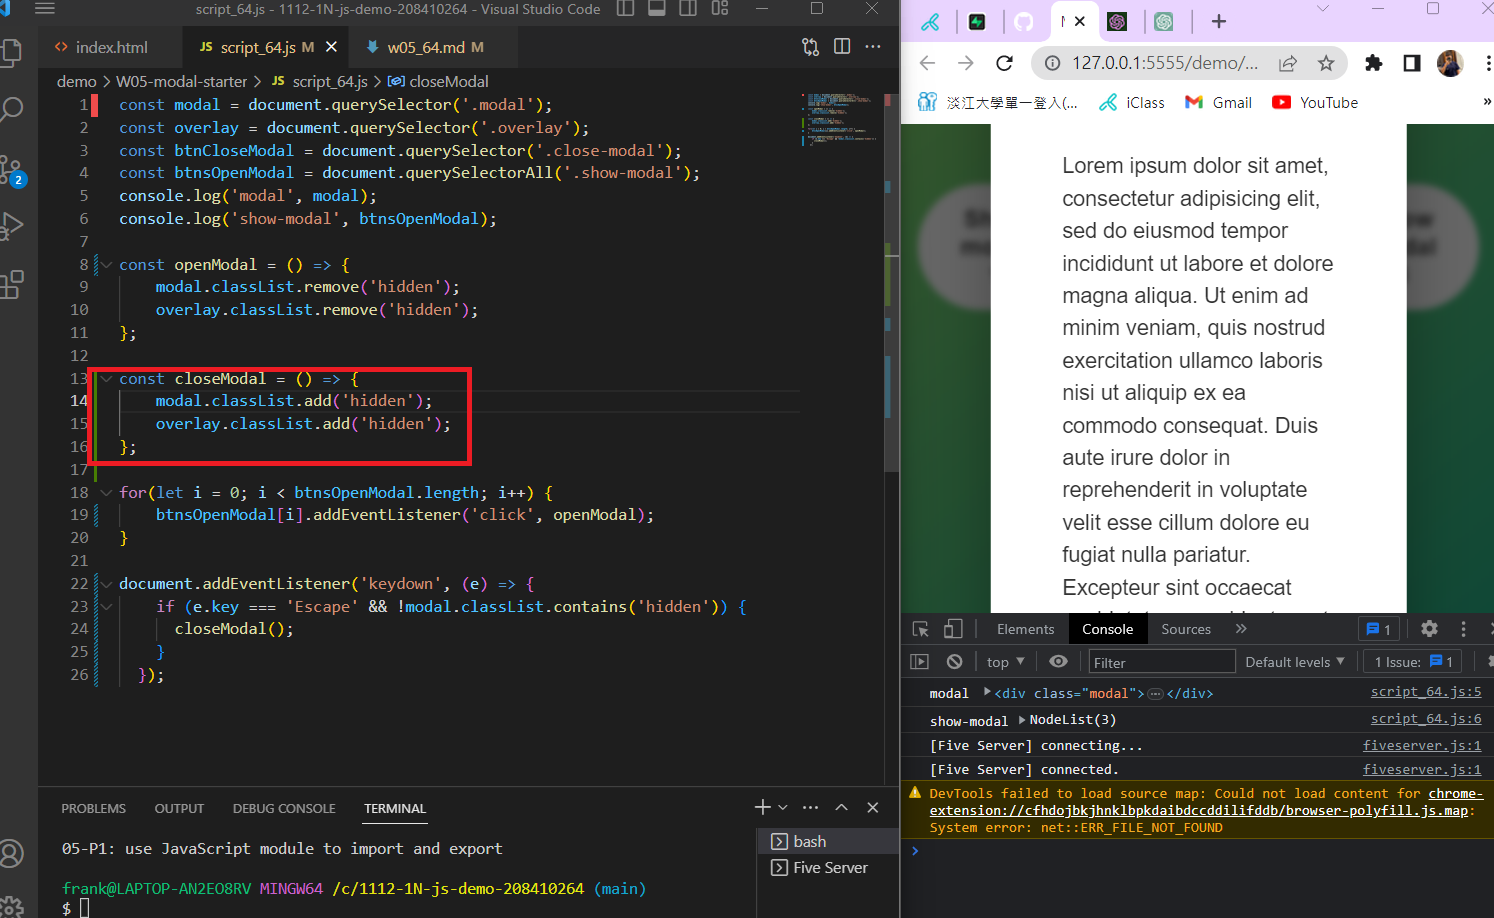 script_64.js - 1112-1N-js-demo-208410264 - Visual Studio Code
index.html
JS script_64.js M
w05_64.md M
demo > W05-modal-starter > JS script_64.js > closeModal
1 const modal = document.querySelector('.modal');
2 const overlay = document.querySelector('.overlay');
3 const btnCloseModal = document.querySelector('.close-modal');
4 const btnsOpenModal = document.querySelectorAll('.show-modal');
5 console.log('modal', modal);
6 console.log('show-modal', btnsOpenModal);
7
8 const openModal = () => {
9 modal.classList.remove('hidden');
10 overlay.classList.remove('hidden');
11 };
12
13 const closeModal = () => {
14 modal.classList.add('hidden');
15 overlay.classList.add('hidden');
16 };
17
18 for(let i = 0; i < btnsOpenModal.length; i++) {
19 btnsOpenModal[i].addEventListener('click', openModal);
20 }
21
22 document.addEventListener('keydown', (e) => {
23 if (e.key === 'Escape' && !modal.classList.contains('hidden')) {
24 closeModal();
25 }
26 });
2
PROBLEMS OUTPUT DEBUG CONSOLE TERMINAL
bash
Five Server
05-P1: use JavaScript module to import and export
frank@LAPTOP-AN2EO8RV MINGW64 /c/1112-1N-js-demo-208410264 (main)
$
127.0.0.1:5555/demo/...
淡江大學單一登入(... iClass Gmail YouTube »
Lorem ipsum dolor sit amet,
consectetur adipisicing elit,
sed do eiusmod tempor
incididunt ut labore et dolore
magna aliqua. Ut enim ad
minim veniam, quis nostrud
exercitation ullamco laboris
nisi ut aliquip ex ea
commodo consequat. Duis
aute irure dolor in
reprehenderit in voluptate
velit esse cillum dolore eu
fugiat nulla pariatur.
Excepteur sint occaecat
Elements Console Sources » 1
top Filter Default levels 1 Issue: 1
modal <div class="modal">…</div> script_64.js:5
show-modal NodeList(3) script_64.js:6
[Five Server] connecting... fiveserver.js:1
[Five Server] connected. fiveserver.js:1
DevTools failed to load source map: Could not load content for chrome-
extension://cfhdojbkjhnklbpkdaibdccddilifddb/browser-polyfill.js.map:
System error: net::ERR_FILE_NOT_FOUND